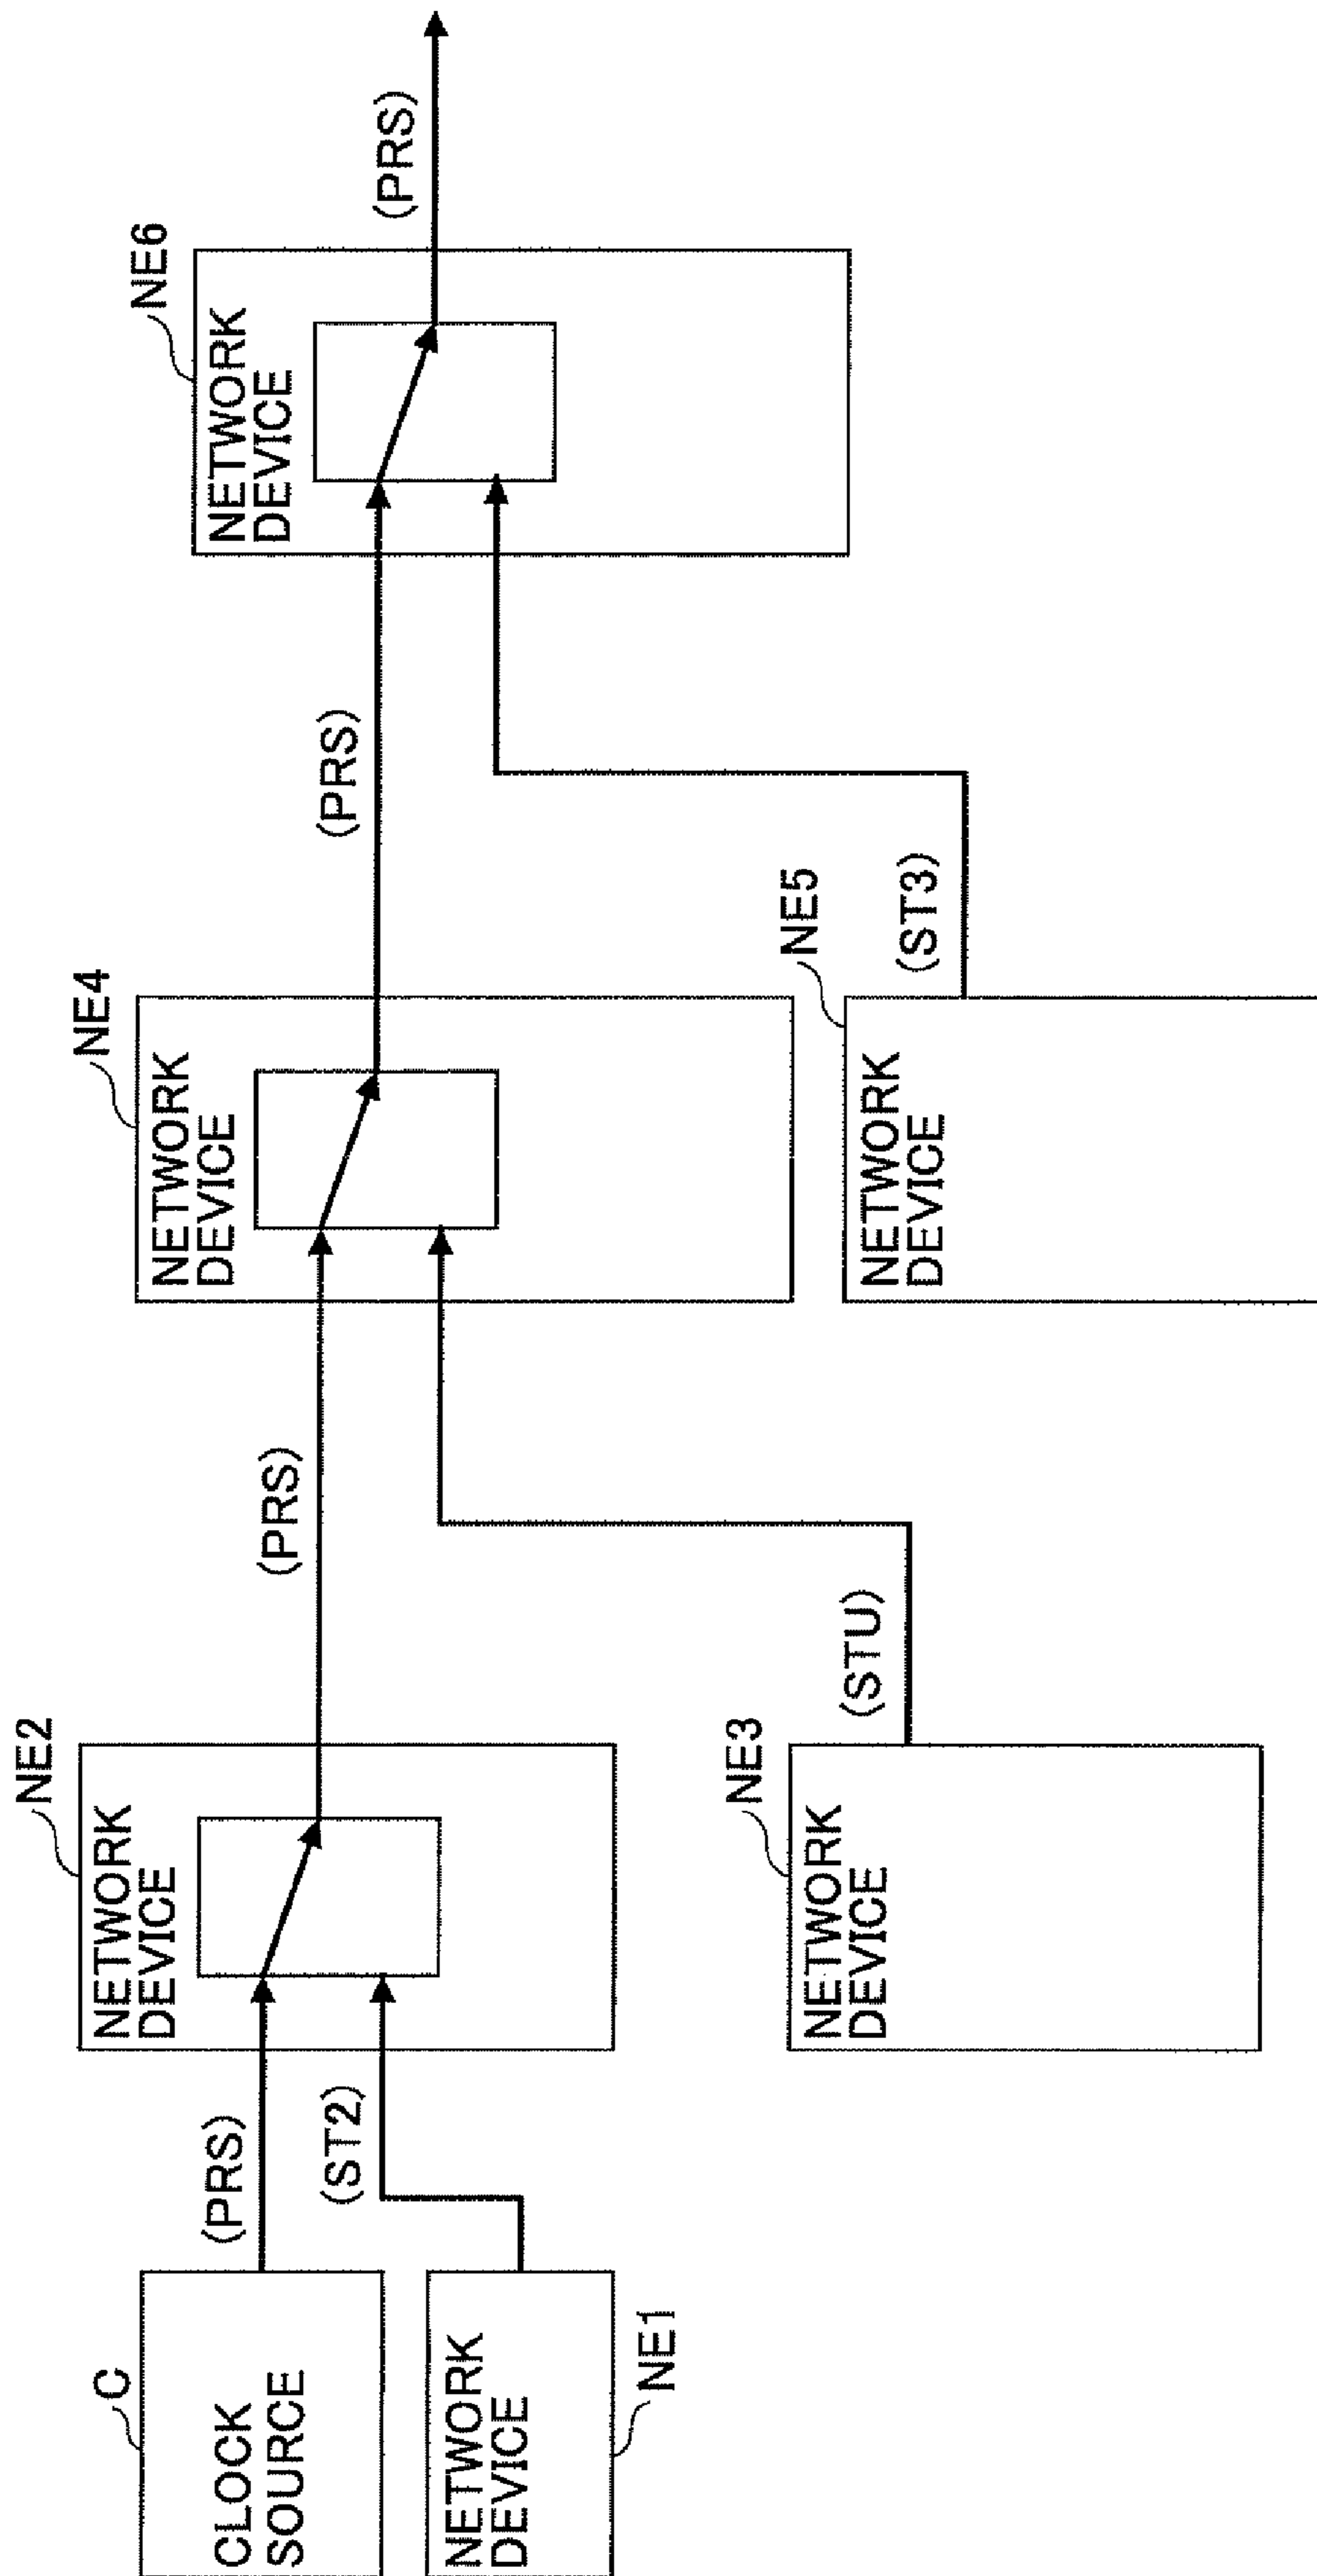 C
CLOCK
SOURCE
(PRS)
NETWORK
DEVICE
NE1
(ST2)
NE2
NETWORK
DEVICE
(PRS)
NE3
NETWORK
DEVICE
(STU)
NE4
NETWORK
DEVICE
(PRS)
NE5
NETWORK
DEVICE
(ST3)
NE6
NETWORK
DEVICE
(PRS)